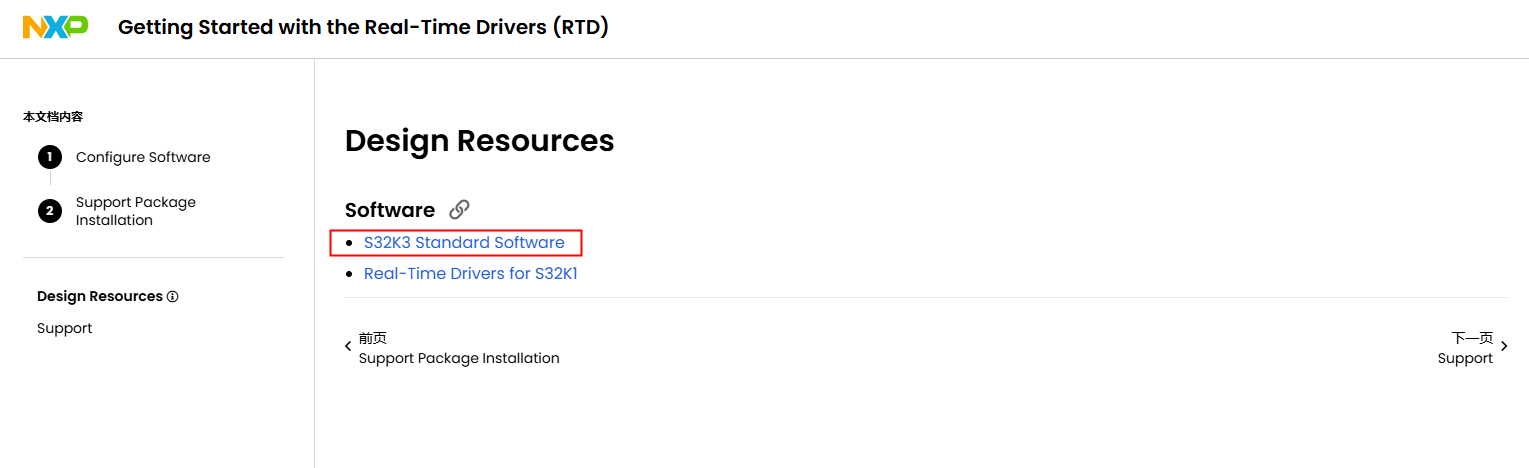 NXP
Getting Started with the Real-Time Drivers (RTD)
本文档内容
1 Configure Software
2 Support Package
Installation
Design Resources
Support
Design Resources
Software
• S32K3 Standard Software
• Real-Time Drivers for S32K1
前页
Support Package Installation
下一页
Support